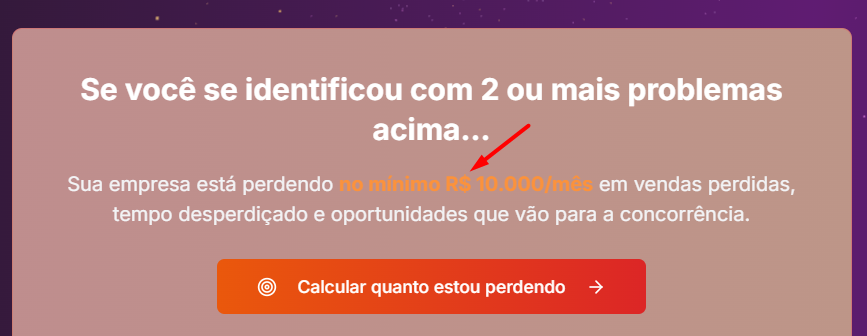 Se você se identificou com 2 ou mais problemas
acima...
Sua empresa está perdendo no mínimo R$ 10.000/mês em vendas perdidas,
tempo desperdiçado e oportunidades que vão para a concorrência.
Calcular quanto estou perdendo